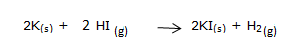 2K(s) + 2 HI (g) → 2KI(s) + H2(g)